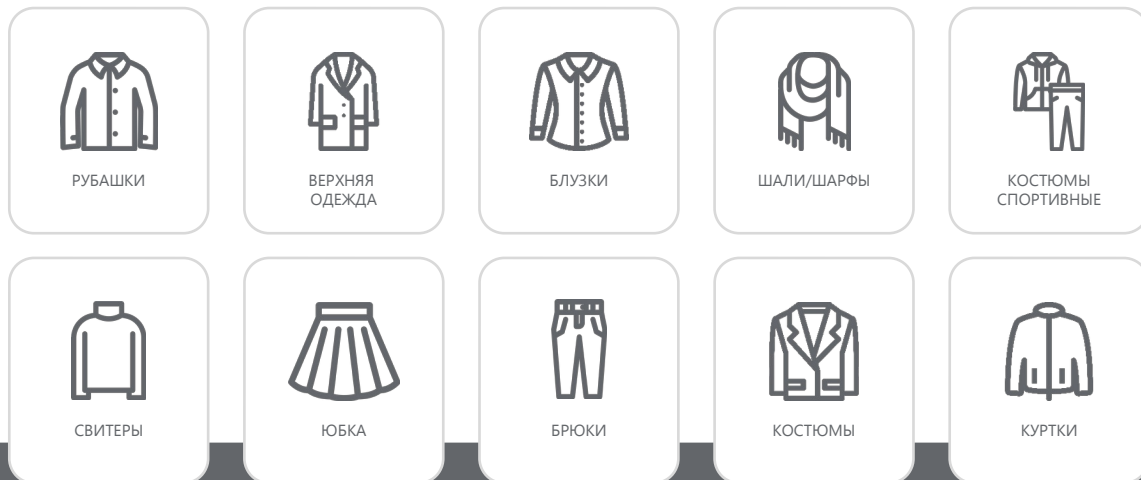 РУБАШКИ
ВЕРХНЯЯ
ОДЕЖДА
БЛУЗКИ
ШАЛИ/ШАРФЫ
КОСТЮМЫ
СПОРТИВНЫЕ
СВИТЕРЫ
ЮБКА
БРЮКИ
КОСТЮМЫ
КУРТКИ